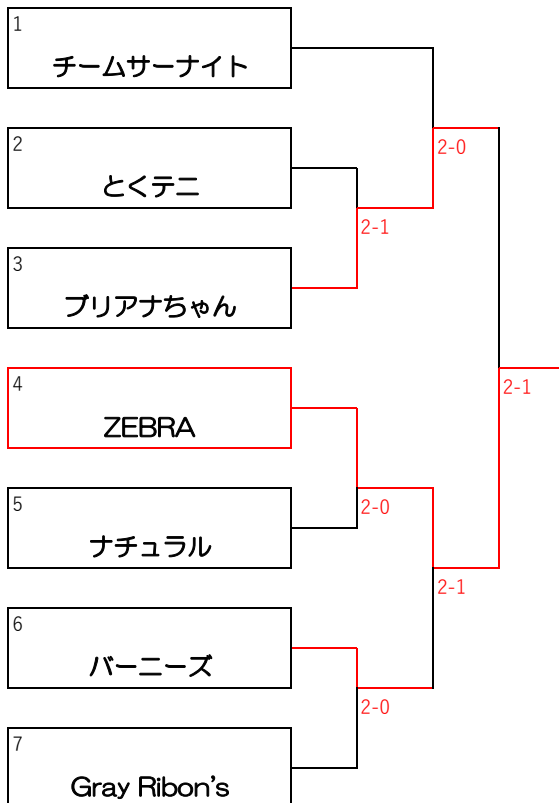 1
チームサーナイト
2-0
2
とくテニ
2-1
3
ブリアナちゃん
2-1
4
ZEBRA
2-0
5
ナチュラル
2-1
6
バーニーズ
2-0
7
Gray Ribon's